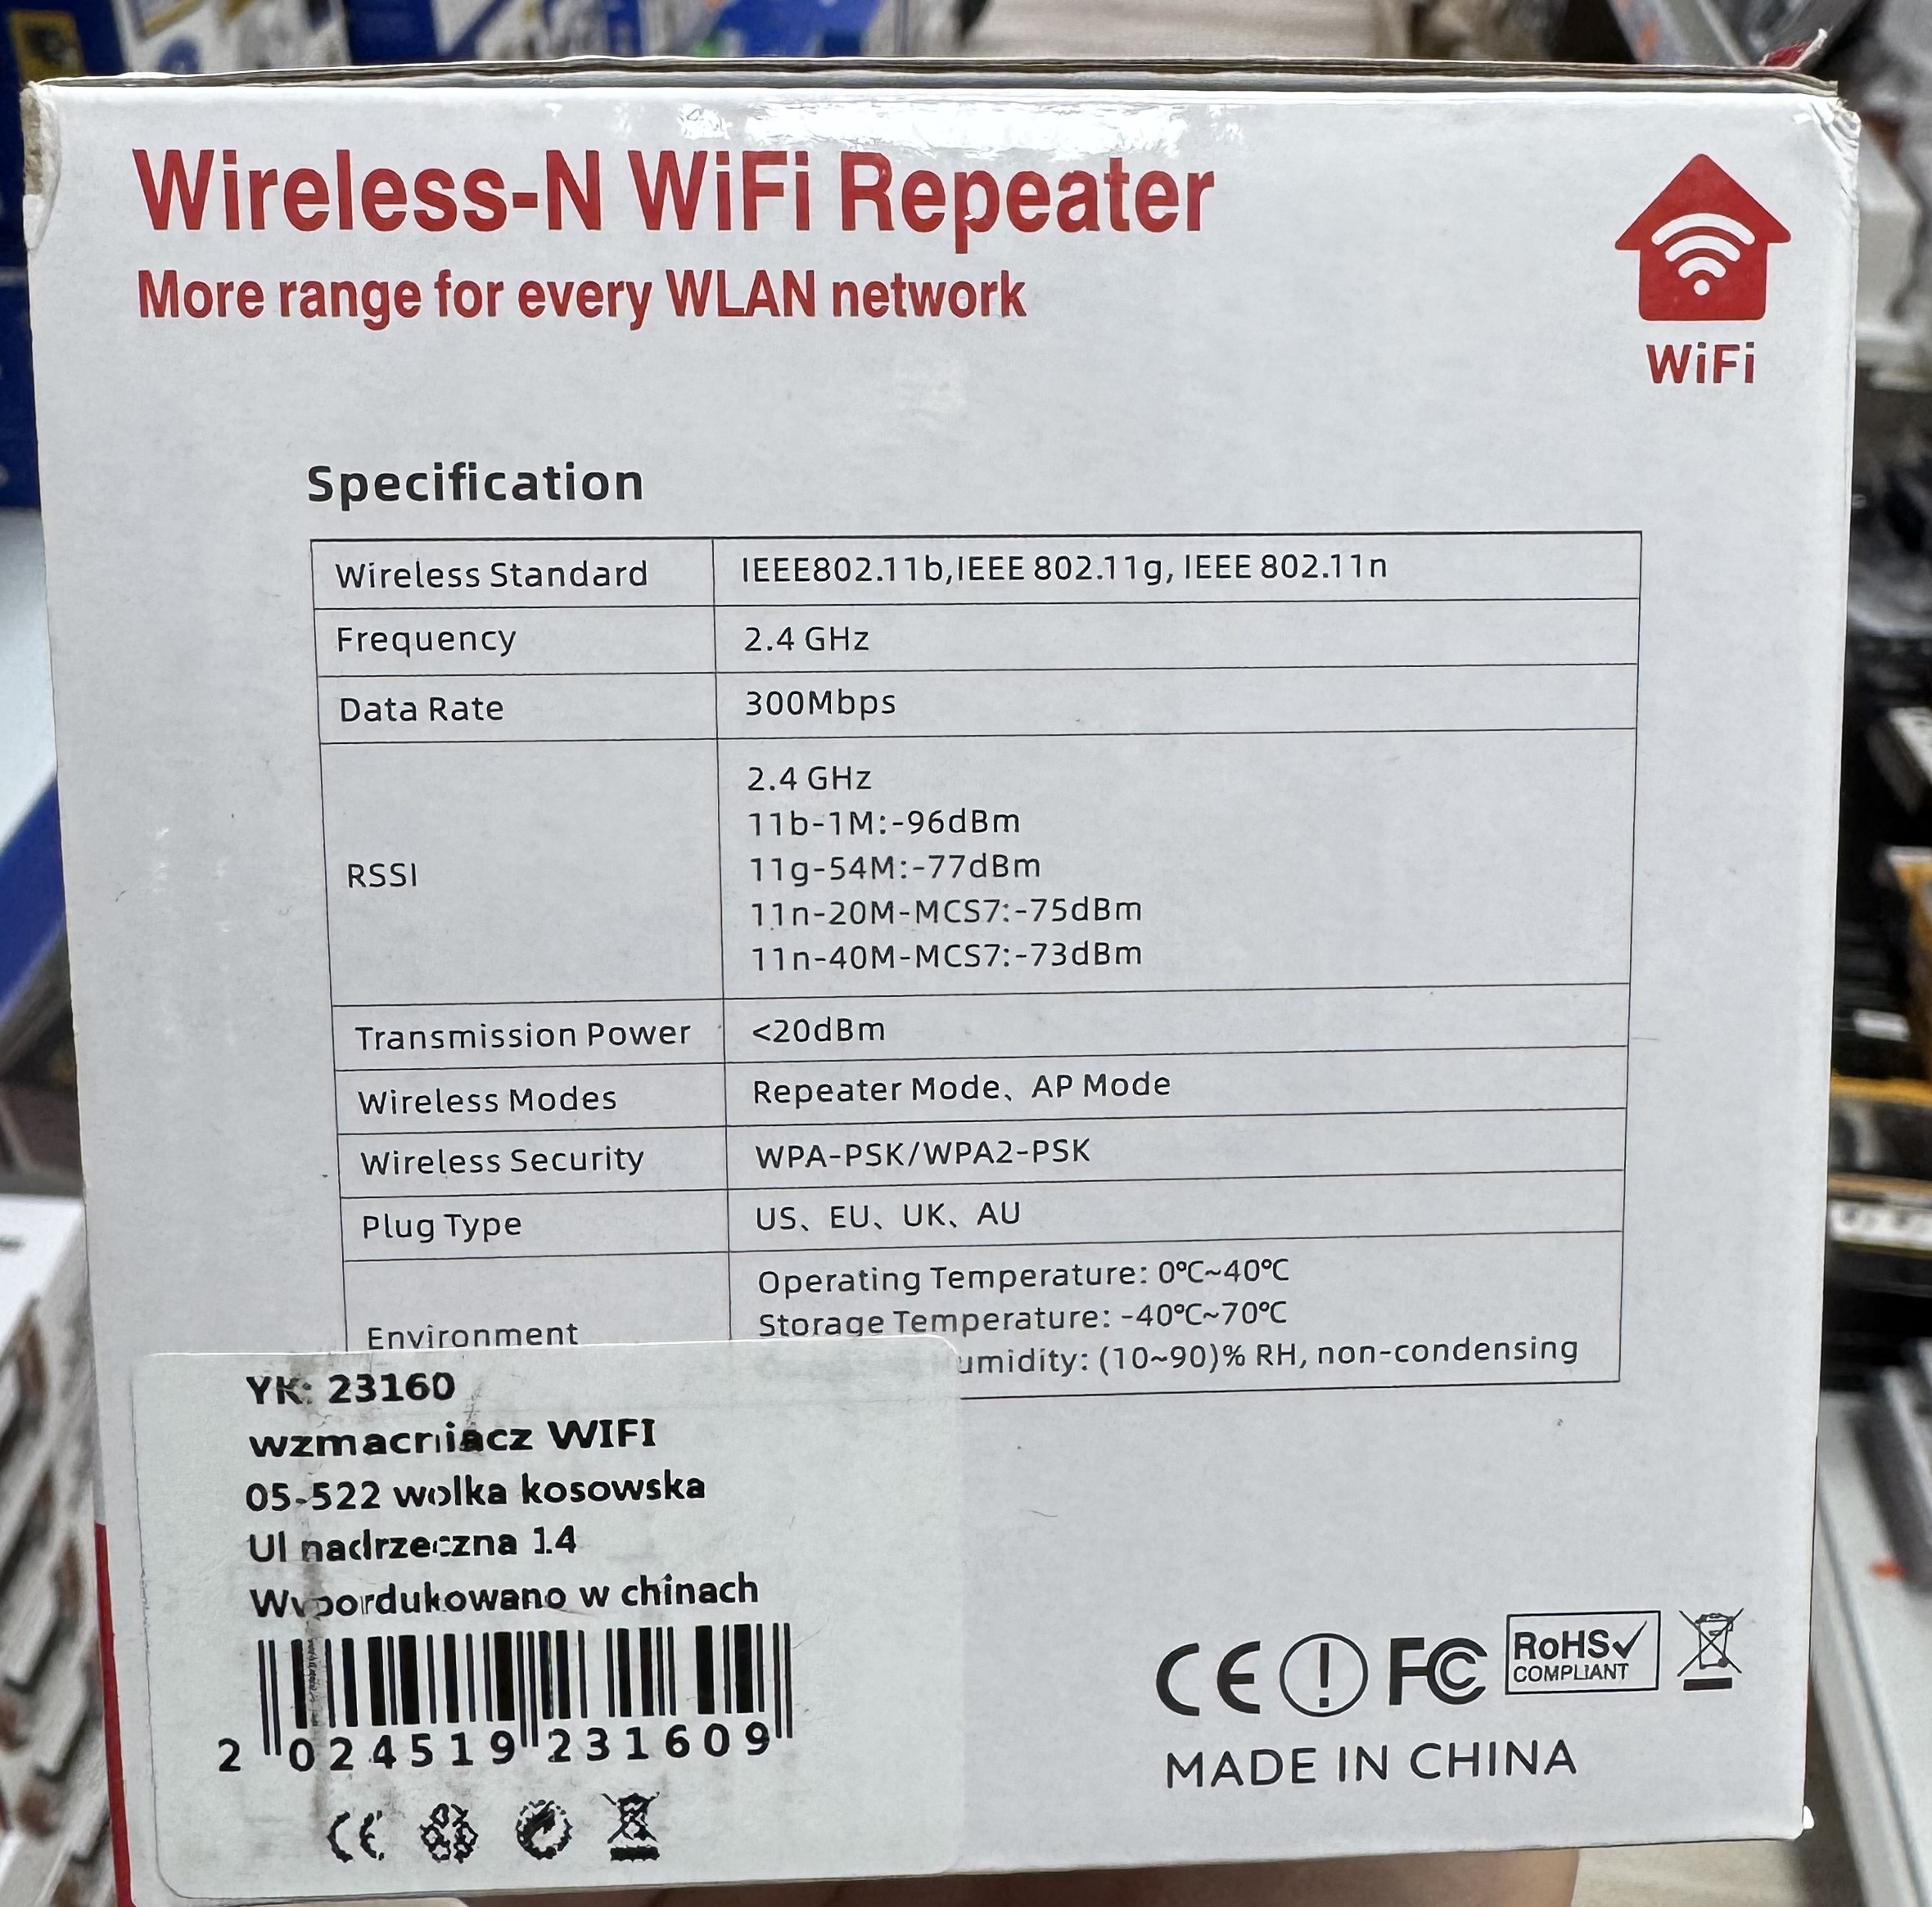 Wireless-N WiFi Repeater
More range for every WLAN network
WiFi
Specification
Wireless Standard IEEE802.11b,IEEE 802.11g, IEEE 802.11n
Frequency 2.4 GHz
Data Rate 300Mbps
RSSI
2.4 GHz
11b-1M:-96dBm
11g-54M:-77dBm
11n-20M-MCS7:-75dBm
11n-40M-MCS7:-73dBm
Transmission Power <20dBm
Wireless Modes Repeater Mode、AP Mode
Wireless Security WPA-PSK/WPA2-PSK
Plug Type US、EU、UK、AU
Environment
Operating Temperature: 0℃~40℃
Storage Temperature: -40℃~70℃
umidity: (10~90)% RH, non-condensing
YK: 23160
wzmacniacz WIFI
05-522 wolka kosowska
Ul nadrzeczna 14
Wypordukowano w chinach
2 024519 231609
CE
CE FC RoHS✓
COMPLIANT
MADE IN CHINA